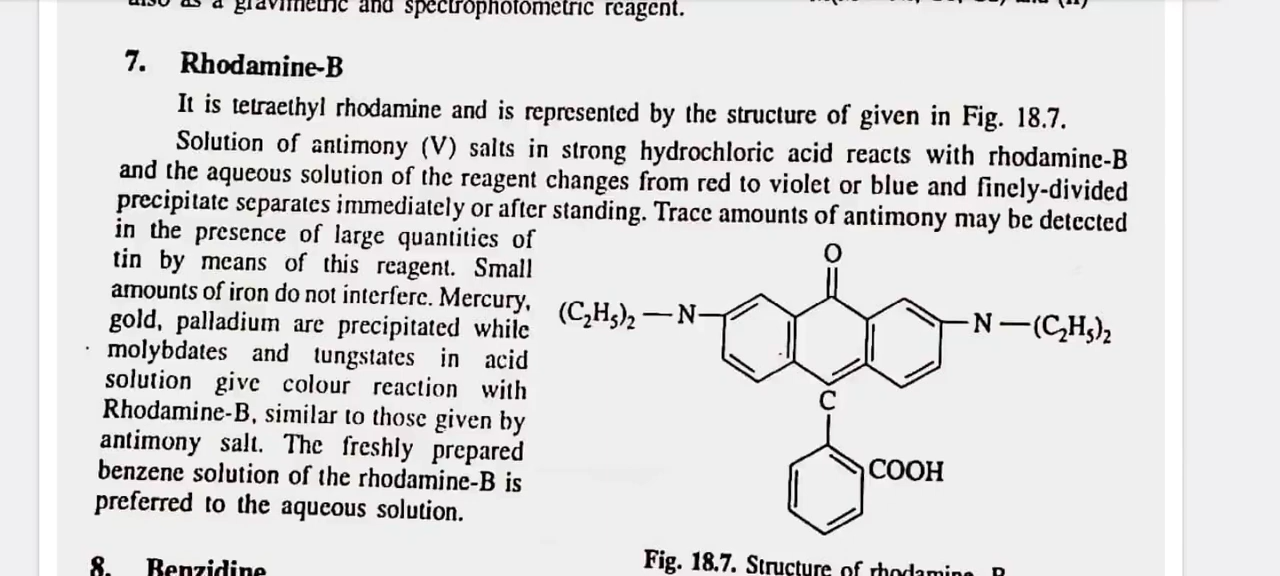 also as a gravimetric and spectrophotometric reagent.
7. Rhodamine-B
It is tetraethyl rhodamine and is represented by the structure of given in Fig. 18.7.
Solution of antimony (V) salts in strong hydrochloric acid reacts with rhodamine-B
and the aqueous solution of the reagent changes from red to violet or blue and finely-divided
precipitate separates immediately or after standing. Trace amounts of antimony may be detected
in the presence of large quantities of
tin by means of this reagent. Small
amounts of iron do not interfere. Mercury,
gold, palladium are precipitated while
molybdates and tungstates in acid
solution give colour reaction with
Rhodamine-B, similar to those given by
antimony salt. The freshly prepared
benzene solution of the rhodamine-B is
preferred to the aqueous solution.
O
(C₂H₅)₂—N— —N—(C₂H₅)₂
C
COOH
Fig. 18.7. Structure of rhodamine B
8. Benzidine